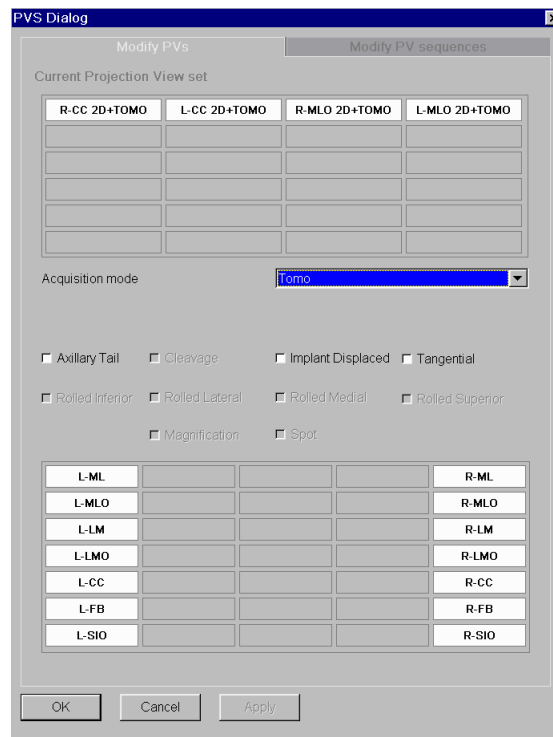 PVS Dialog
Modify PVs Modify PV sequences
Current Projection View set
R-CC 2D+TOMO L-CC 2D+TOMO R-MLO 2D+TOMO L-MLO 2D+TOMO
Acquisition mode Tomo
Axillary Tail Cleavage Implant Displaced Tangential
Rolled Inferior Rolled Lateral Rolled Medial Rolled Superior
Magnification Spot
L-ML R-ML
L-MLO R-MLO
L-LM R-LM
L-LMO R-LMO
L-CC R-CC
L-FB R-FB
L-SIO R-SIO
OK Cancel Apply